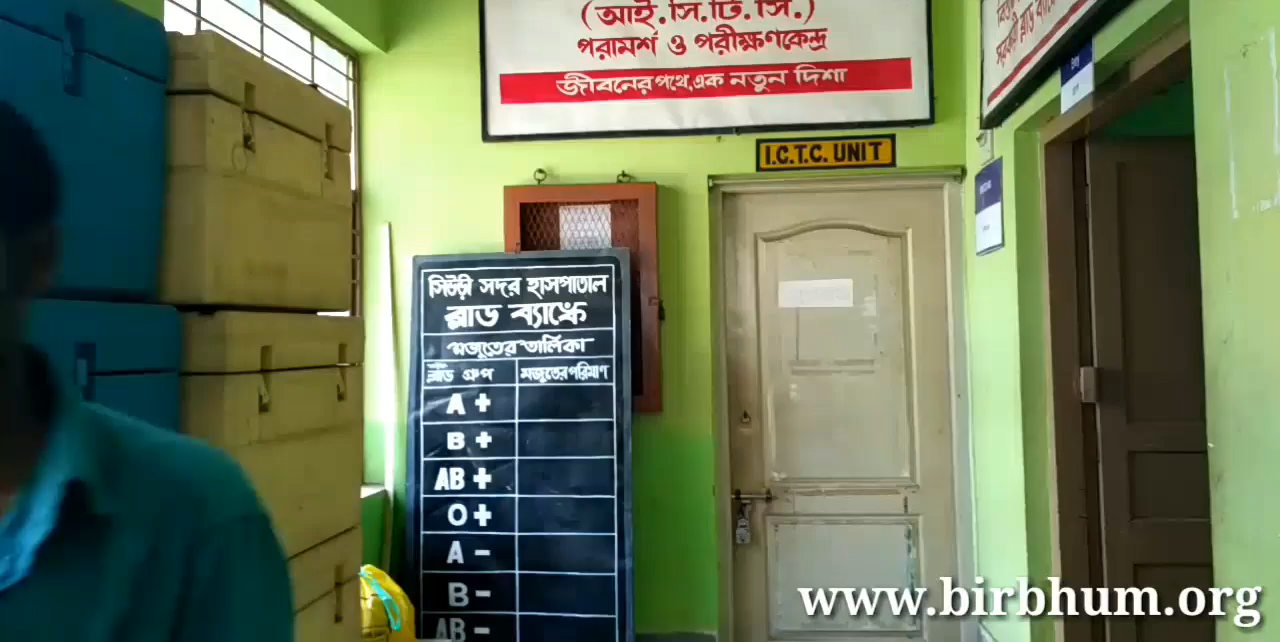 (আই.সি.টি.সি.)
পরামর্শ ও পরীক্ষণকেন্দ্র
জীবনের পথে, এক নতুন দিশা
I.C.T.C. UNIT
সিউড়ী সদর হাসপাতাল
ব্লাড ব্যাঙ্কে
মজুতের তালিকা
ব্লাড গ্রুপ মজুতের পরিমাণ
A +
B +
AB +
O +
A -
B -
AB -
www.birbhum.org